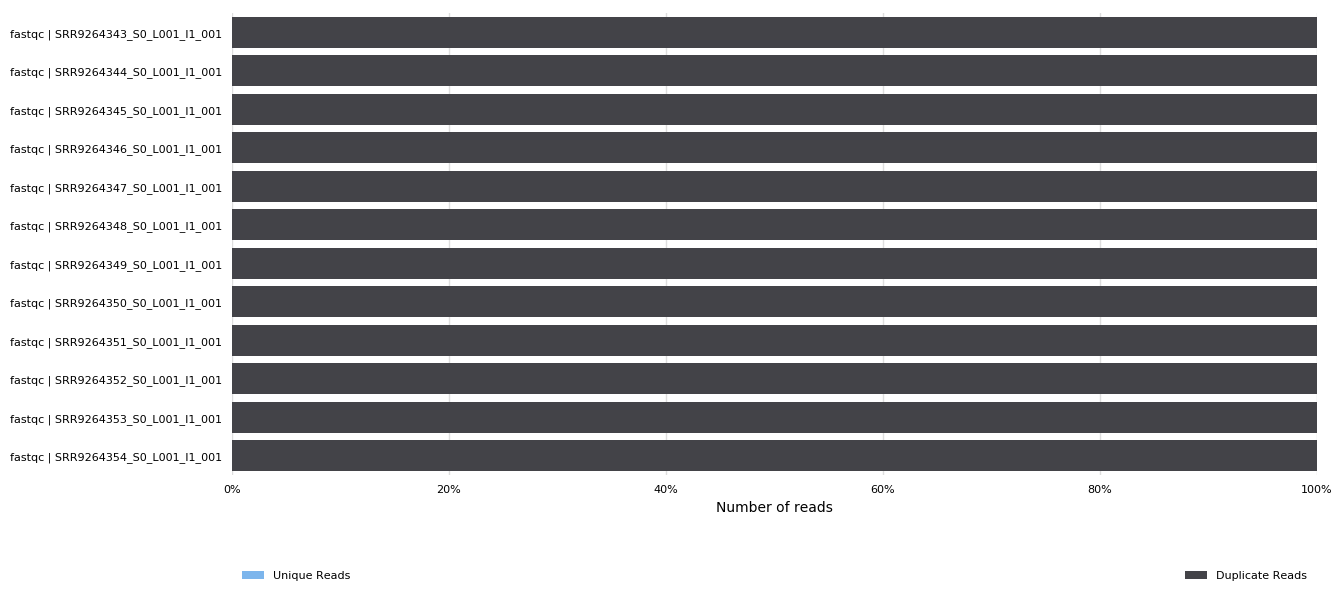 fastqc | SRR9264343_S0_L001_I1_001
fastqc | SRR9264344_S0_L001_I1_001
fastqc | SRR9264345_S0_L001_I1_001
fastqc | SRR9264346_S0_L001_I1_001
fastqc | SRR9264347_S0_L001_I1_001
fastqc | SRR9264348_S0_L001_I1_001
fastqc | SRR9264349_S0_L001_I1_001
fastqc | SRR9264350_S0_L001_I1_001
fastqc | SRR9264351_S0_L001_I1_001
fastqc | SRR9264352_S0_L001_I1_001
fastqc | SRR9264353_S0_L001_I1_001
fastqc | SRR9264354_S0_L001_I1_001
0% 20% 40% 60% 80% 100%
Number of reads
Unique Reads Duplicate Reads